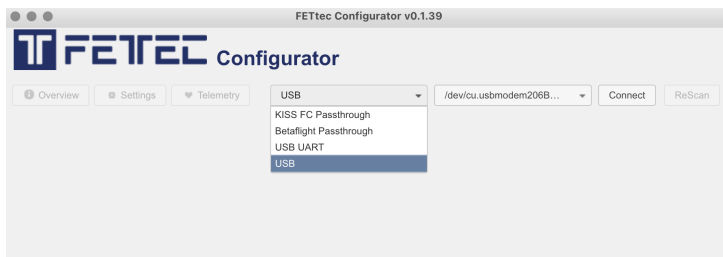 FETtec Configurator v0.1.39
FETTEC Configurator
Overview Settings Telemetry USB /dev/cu.usbmodem206B... Connect ReScan
KISS FC Passthrough
Betaflight Passthrough
USB UART
USB